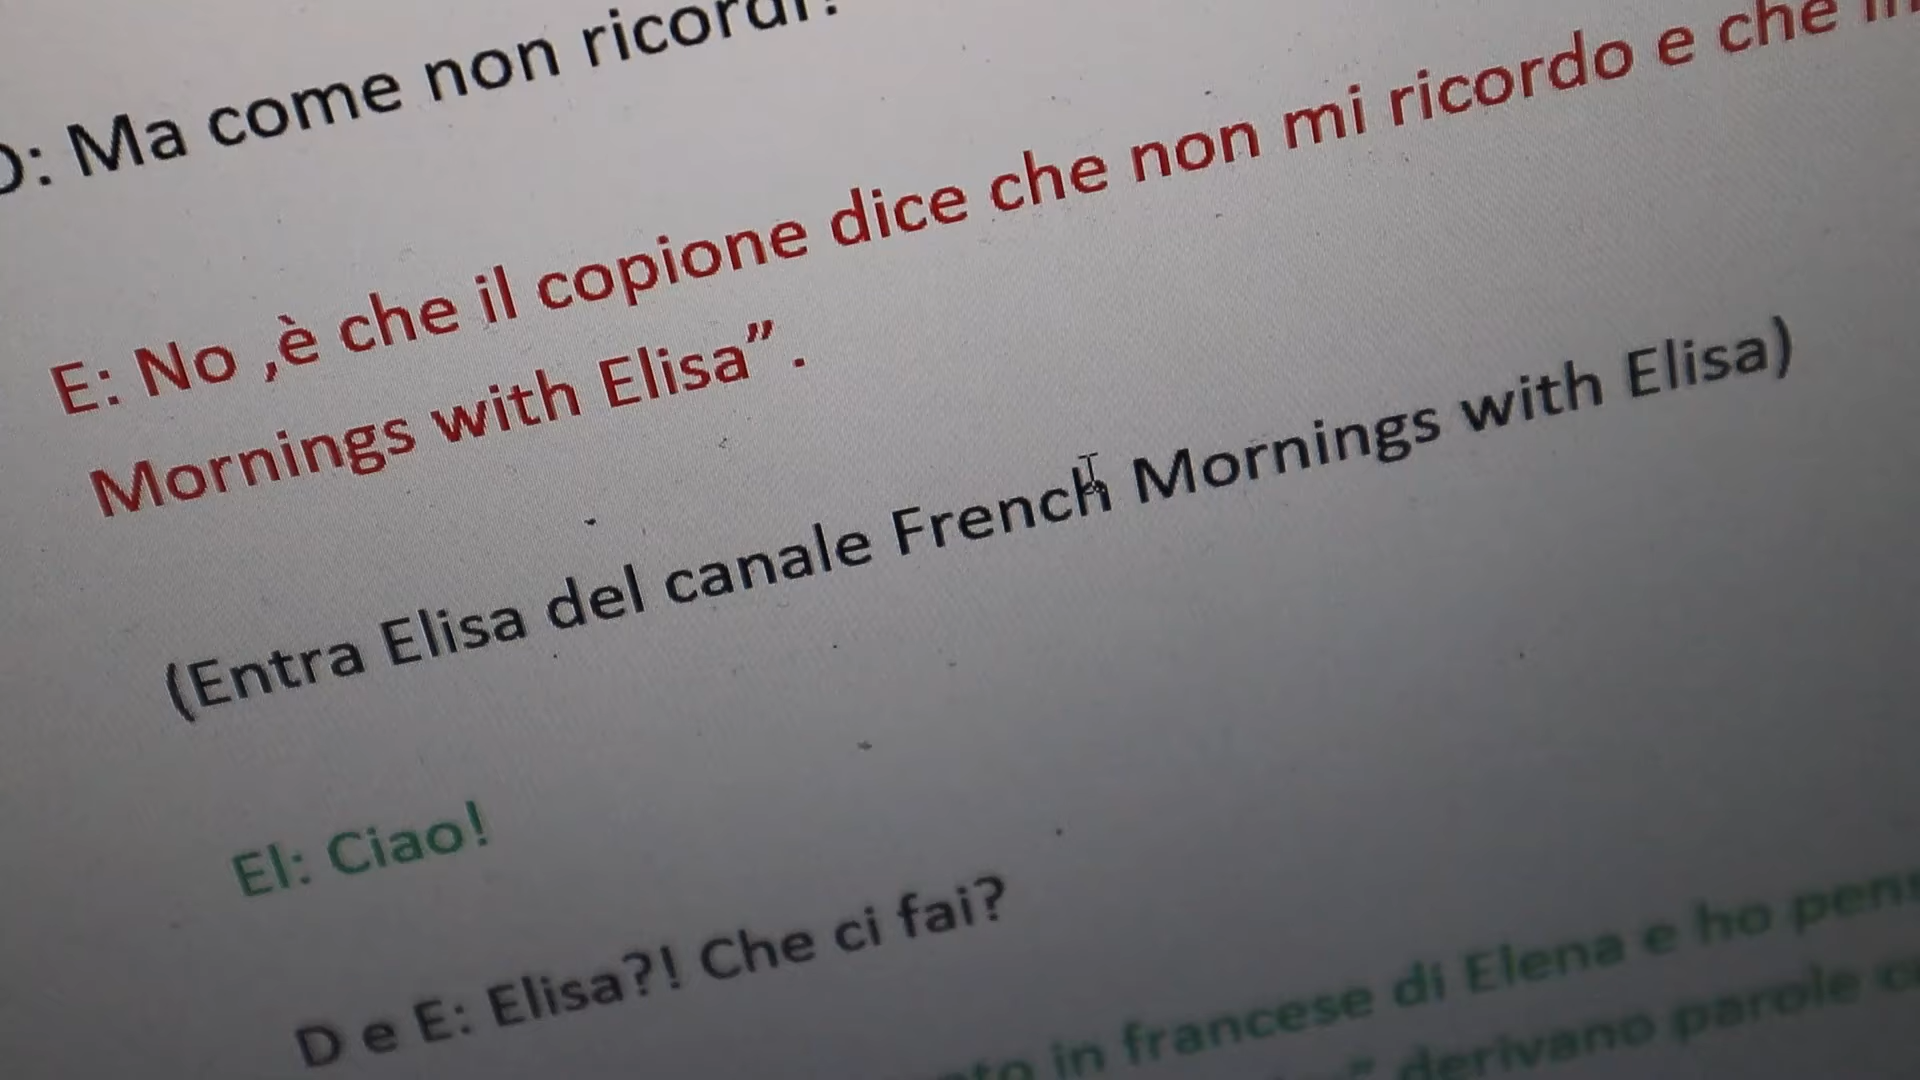 D: Ma come non ricordi?
E: No ,è che il copione dice che non mi ricordo e che
Mornings with Elisa” .
(Entra Elisa del canale French Mornings with Elisa)
El: Ciao!
D e E: Elisa?! Che ci fai?
in francese di Elena e ho
” derivano parole